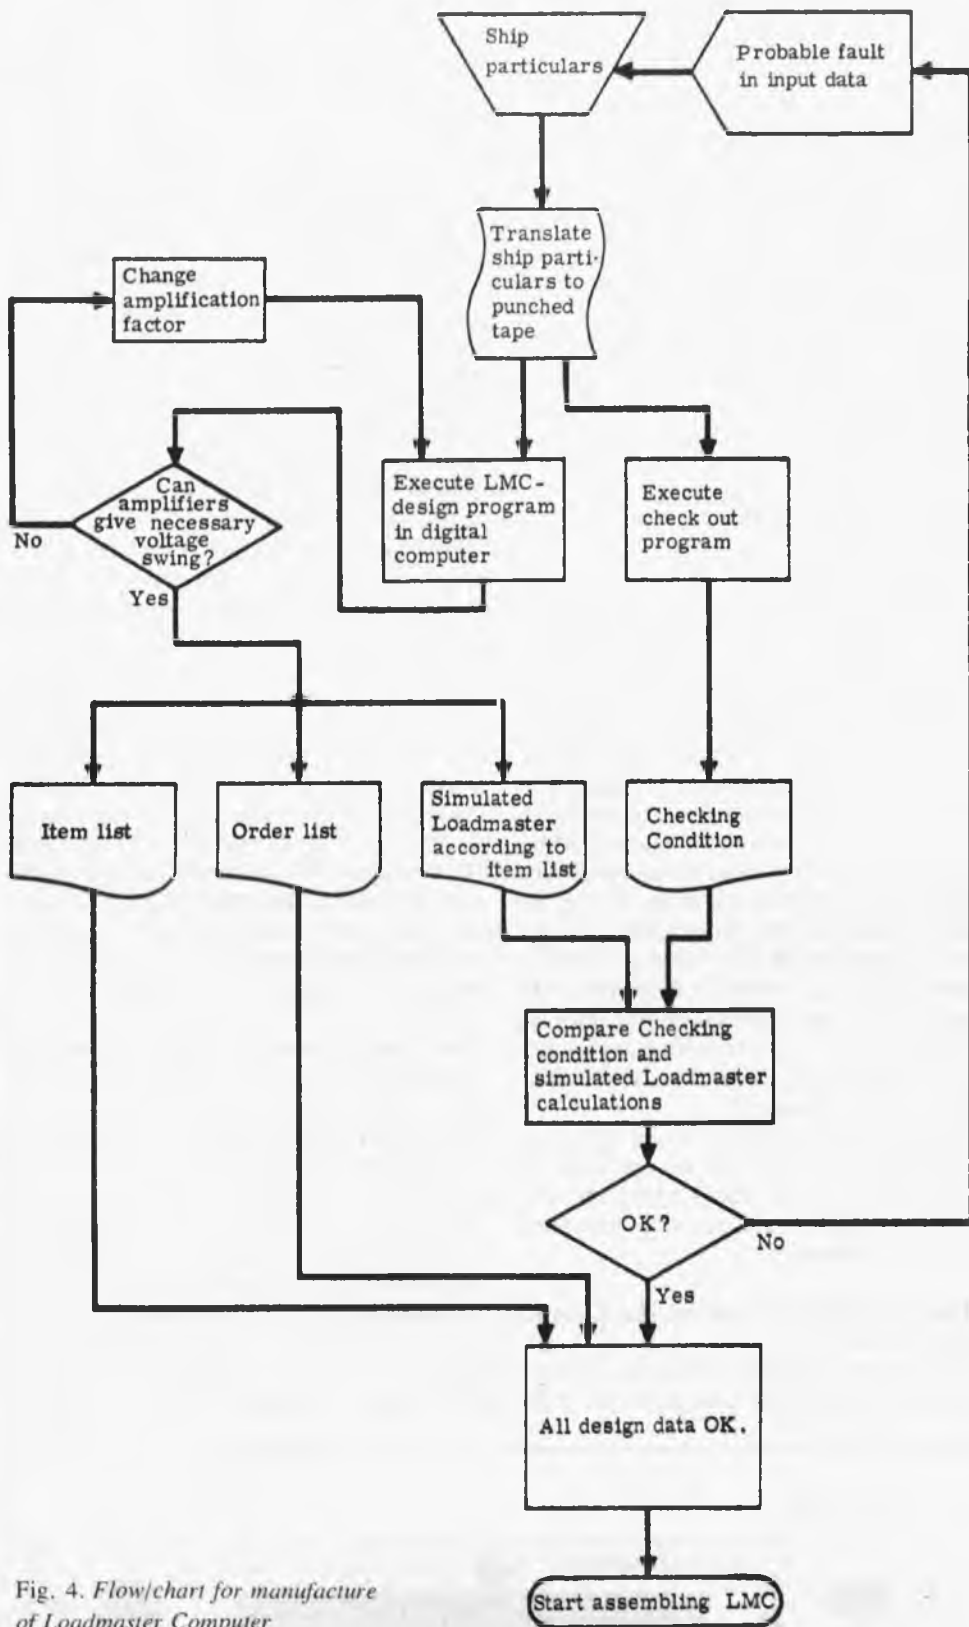 Ship
particulars
Probable fault
in input data
Translate
ship parti-
culars to
punched
tape
Change
amplification
factor
Can
amplifiers
give necessary
voltage
swing?
No
Yes
Execute LMC-
design program
in digital
computer
Execute
check out
program
Item list
Order list
Simulated
Loadmaster
according to
item list
Checking
Condition
Compare Checking
condition and
simulated Loadmaster
calculations
OK?
No
Yes
All design data OK.
Start assembling LMC
Fig. 4. Flow/chart for manufacture
of Loadmaster Computer